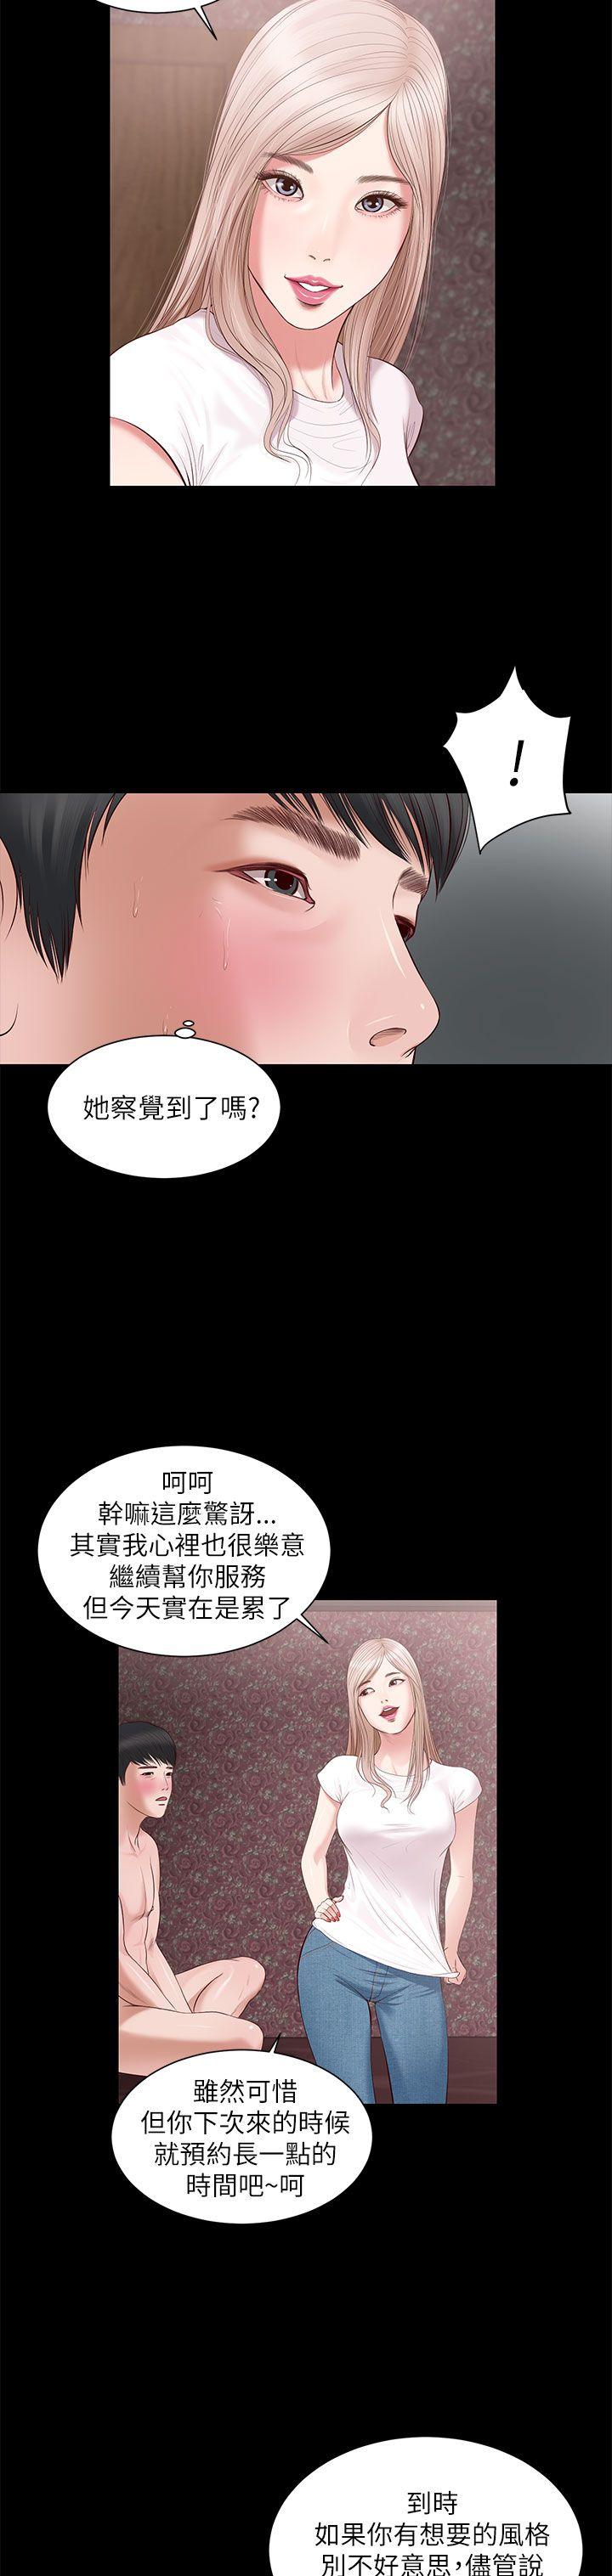 !
她察覺到了嗎?
呵呵
幹嘛這麼驚訝...
其實我心裡也很樂意
繼續幫你服務
但今天實在是累了
雖然可惜
但你下次來的時候
就預約長一點的
時間吧~呵
到時
如果你有想要的風格
別不好意思,儘管說